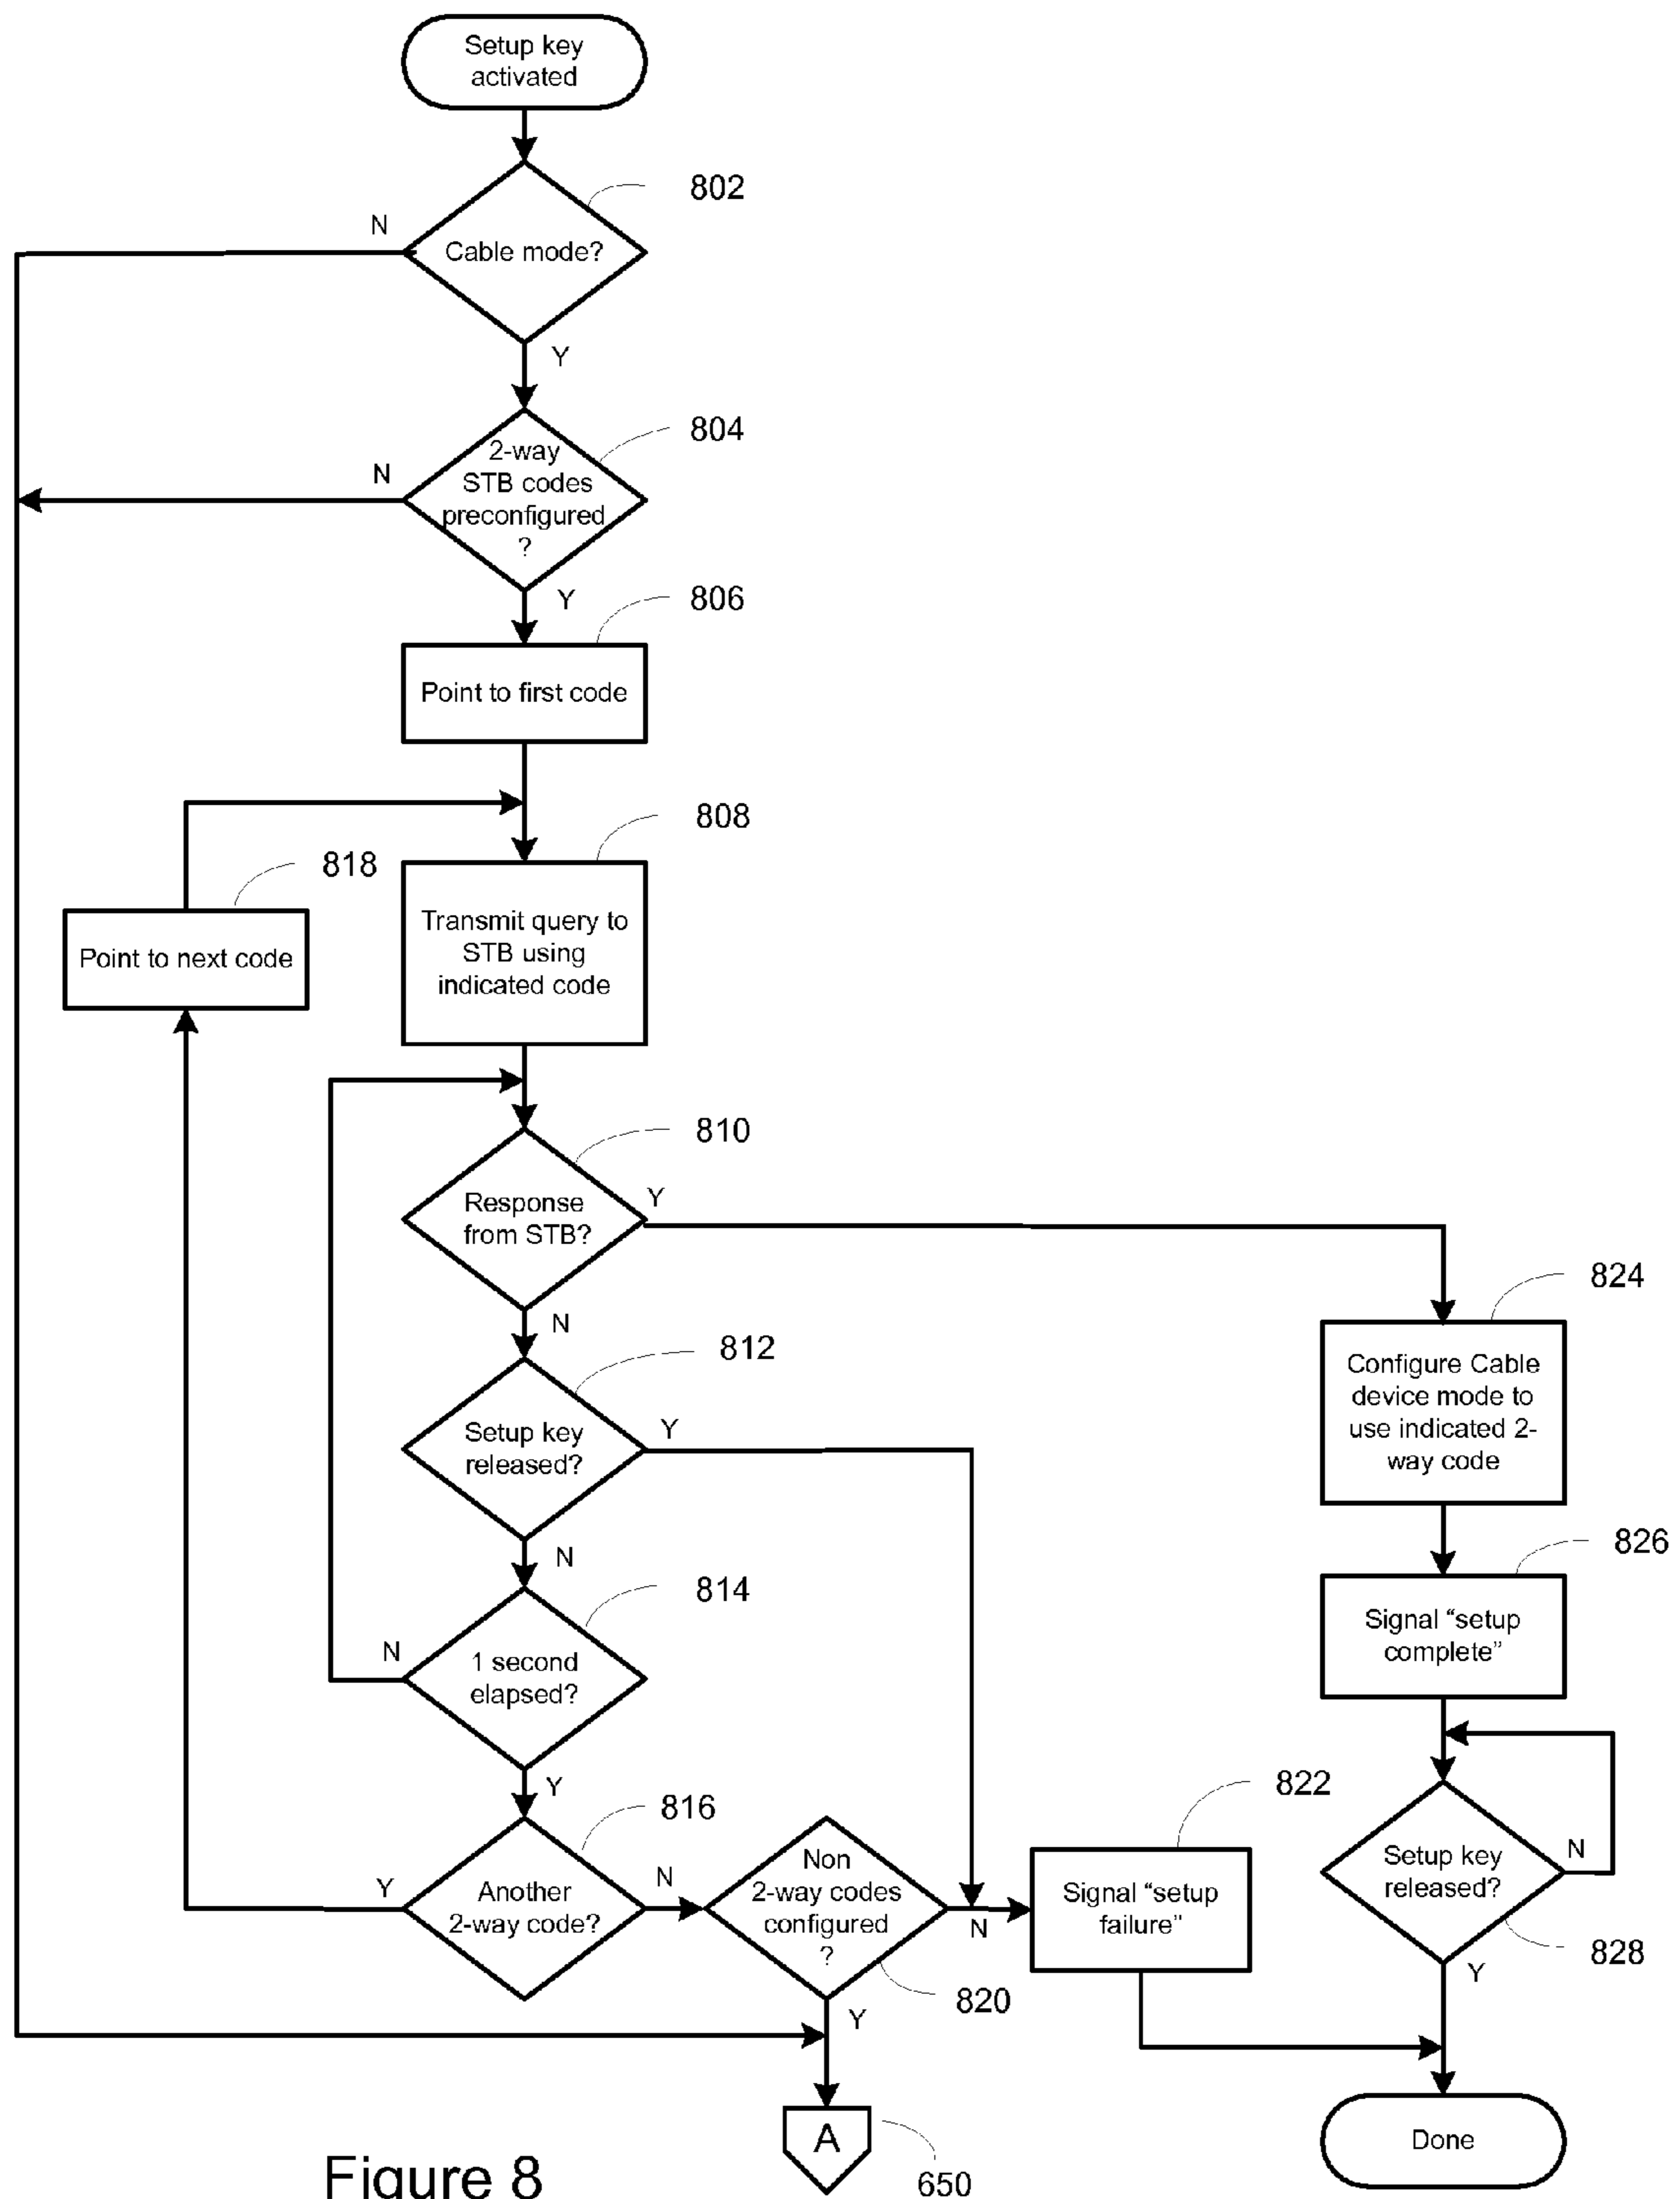 Setup key
activated
802
N
Cable mode?
Y
804
2-way
STB codes
preconfigured
?
N
Y
806
Point to first code
808
818
Transmit query to
STB using
indicated code
Point to next code
810
Response
from STB?
Y
N
824
Configure Cable
device mode to
use indicated 2-
way code
812
Setup key
released?
Y
N
826
Signal “setup
complete”
814
N
1 second
elapsed?
Y
816
Y
Another
2-way code?
N
Non
2-way codes
configured
?
N
820
Y
822
Signal “setup
failure”
Setup key
released?
N
828
Y
A
650
Done
Figure 8